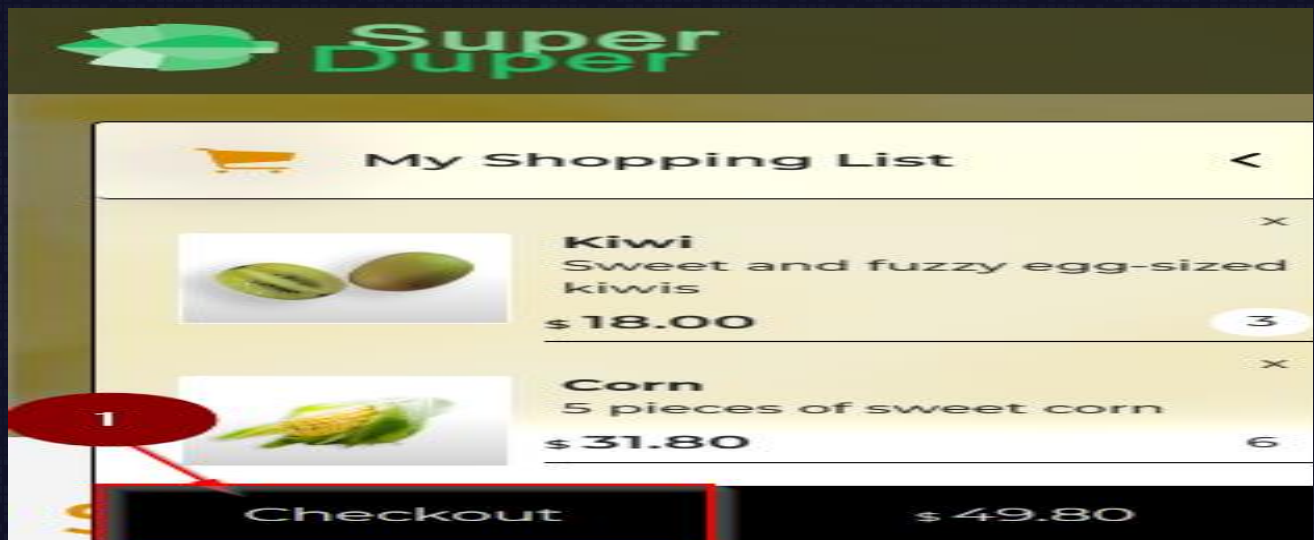 Super
Duper
My Shopping List <
×
Kiwi
Sweet and fuzzy egg-sized
kiwis
$ 18.00 3
×
Corn
5 pieces of sweet corn
$ 31.80 6
1
Checkout $ 49.80